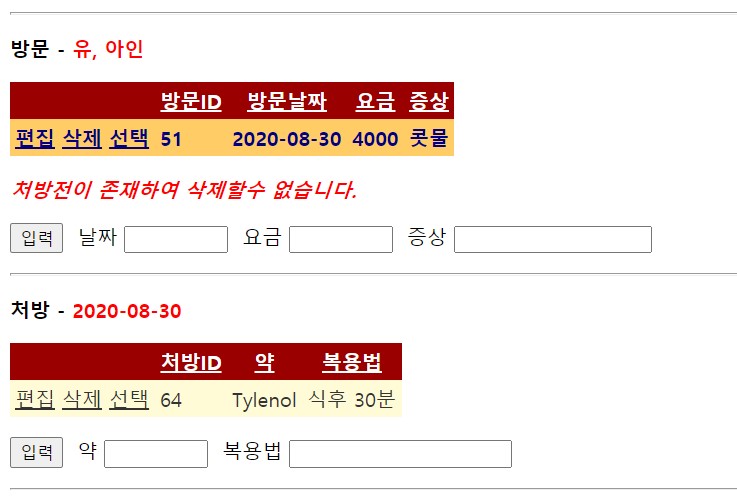 방문 - 유, 아인
방문ID 방문날짜 요금 증상
편집 삭제 선택 51 2020-08-30 4000 콧물
처방전이 존재하여 삭제할수 없습니다.
입력 날짜 요금 증상
처방 - 2020-08-30
처방ID 약 복용법
편집 삭제 선택 64 Tylenol 식후 30분
입력 약 복용법